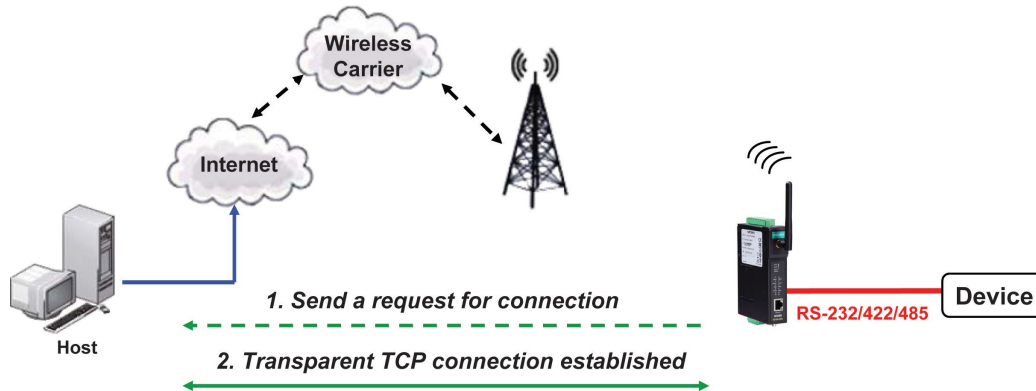 Wireless
Carrier
Internet
1. Send a request for connection
Host
2. Transparent TCP connection established
RS-232/422/485
Device